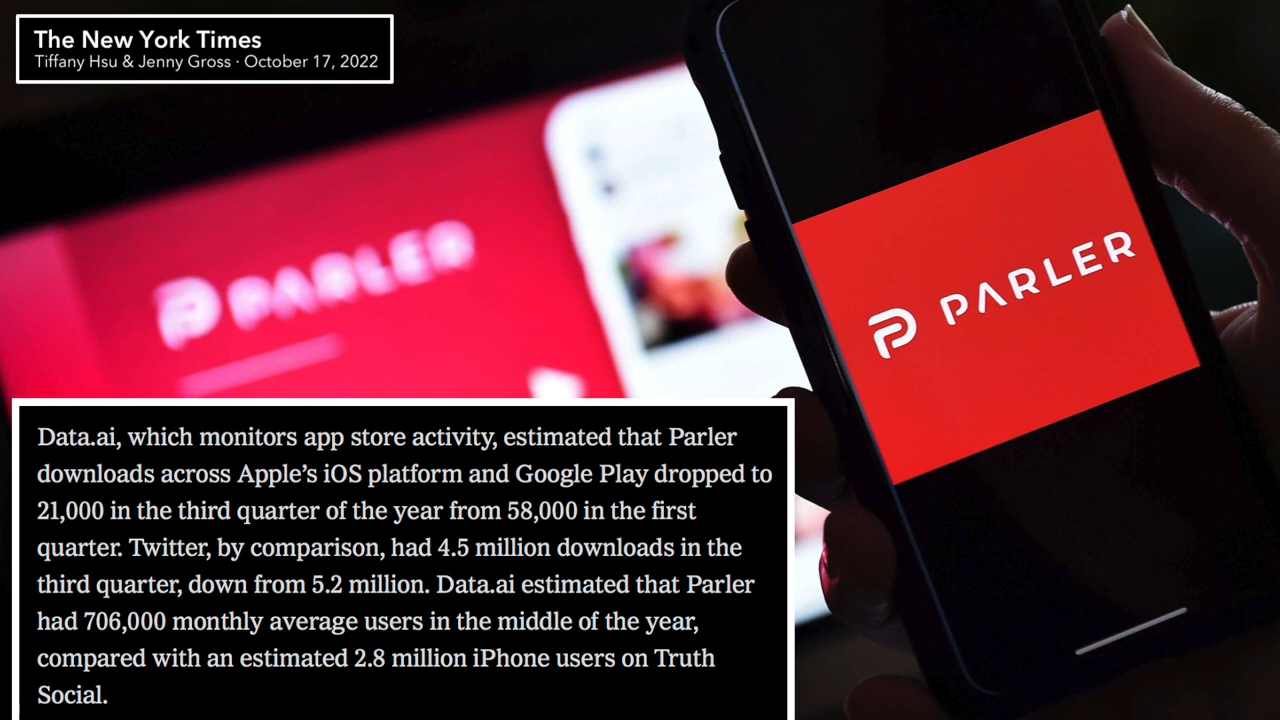 The New York Times
Tiffany Hsu & Jenny Gross · October 17, 2022
PARLER
PARLER
Data.ai, which monitors app store activity, estimated that Parler
downloads across Apple’s iOS platform and Google Play dropped to
21,000 in the third quarter of the year from 58,000 in the first
quarter. Twitter, by comparison, had 4.5 million downloads in the
third quarter, down from 5.2 million. Data.ai estimated that Parler
had 706,000 monthly average users in the middle of the year,
compared with an estimated 2.8 million iPhone users on Truth
Social.